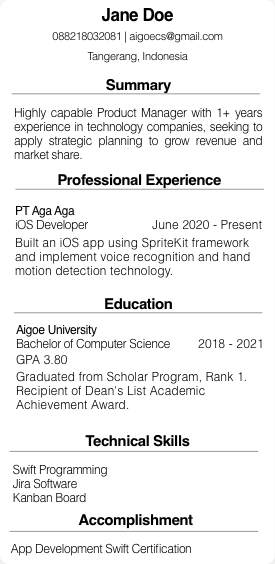 Jane Doe
088218032081 | aigoecs@gmail.com
Tangerang, Indonesia
Summary
Highly capable Product Manager with 1+ years
experience in technology companies, seeking to
apply strategic planning to grow revenue and
market share.
Professional Experience
PT Aga Aga
iOS Developer June 2020 - Present
Built an iOS app using SpriteKit framework
and implement voice recognition and hand
motion detection technology.
Education
Aigoe University
Bachelor of Computer Science 2018 - 2021
GPA 3.80
Graduated from Scholar Program, Rank 1.
Recipient of Dean's List Academic
Achievement Award.
Technical Skills
Swift Programming
Jira Software
Kanban Board
Accomplishment
App Development Swift Certification